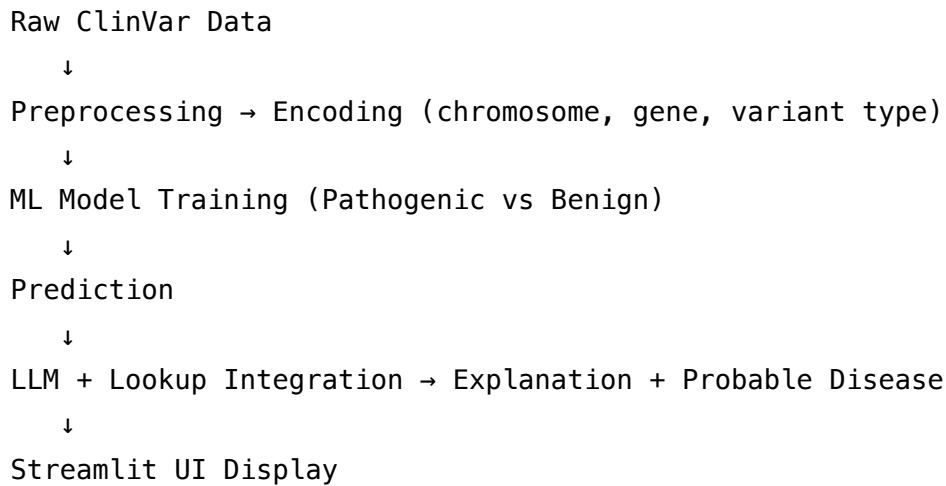 Raw ClinVar Data
↓
Preprocessing → Encoding (chromosome, gene, variant type)
↓
ML Model Training (Pathogenic vs Benign)
↓
Prediction
↓
LLM + Lookup Integration → Explanation + Probable Disease
↓
Streamlit UI Display